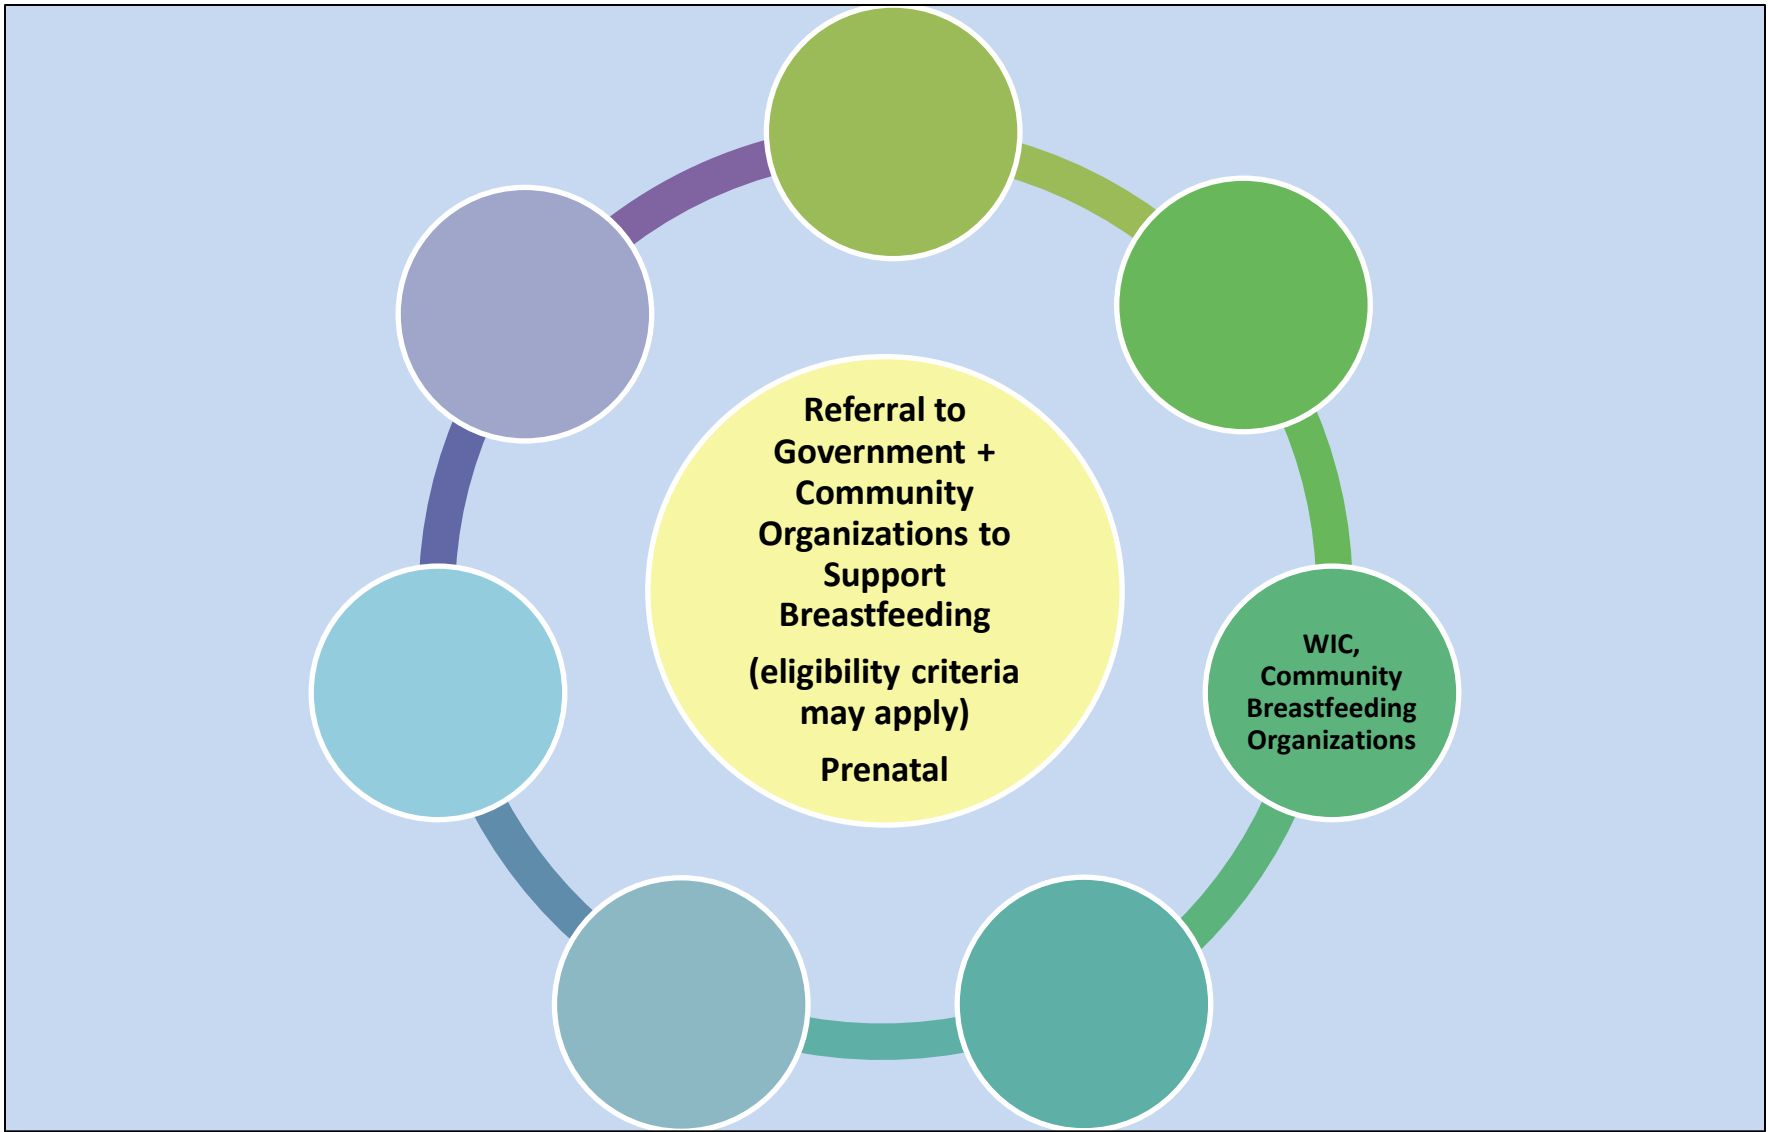 Referral to
Government +
Community
Organizations to
Support
Breastfeeding
(eligibility criteria
may apply)
Prenatal
WIC,
Community
Breastfeeding
Organizations